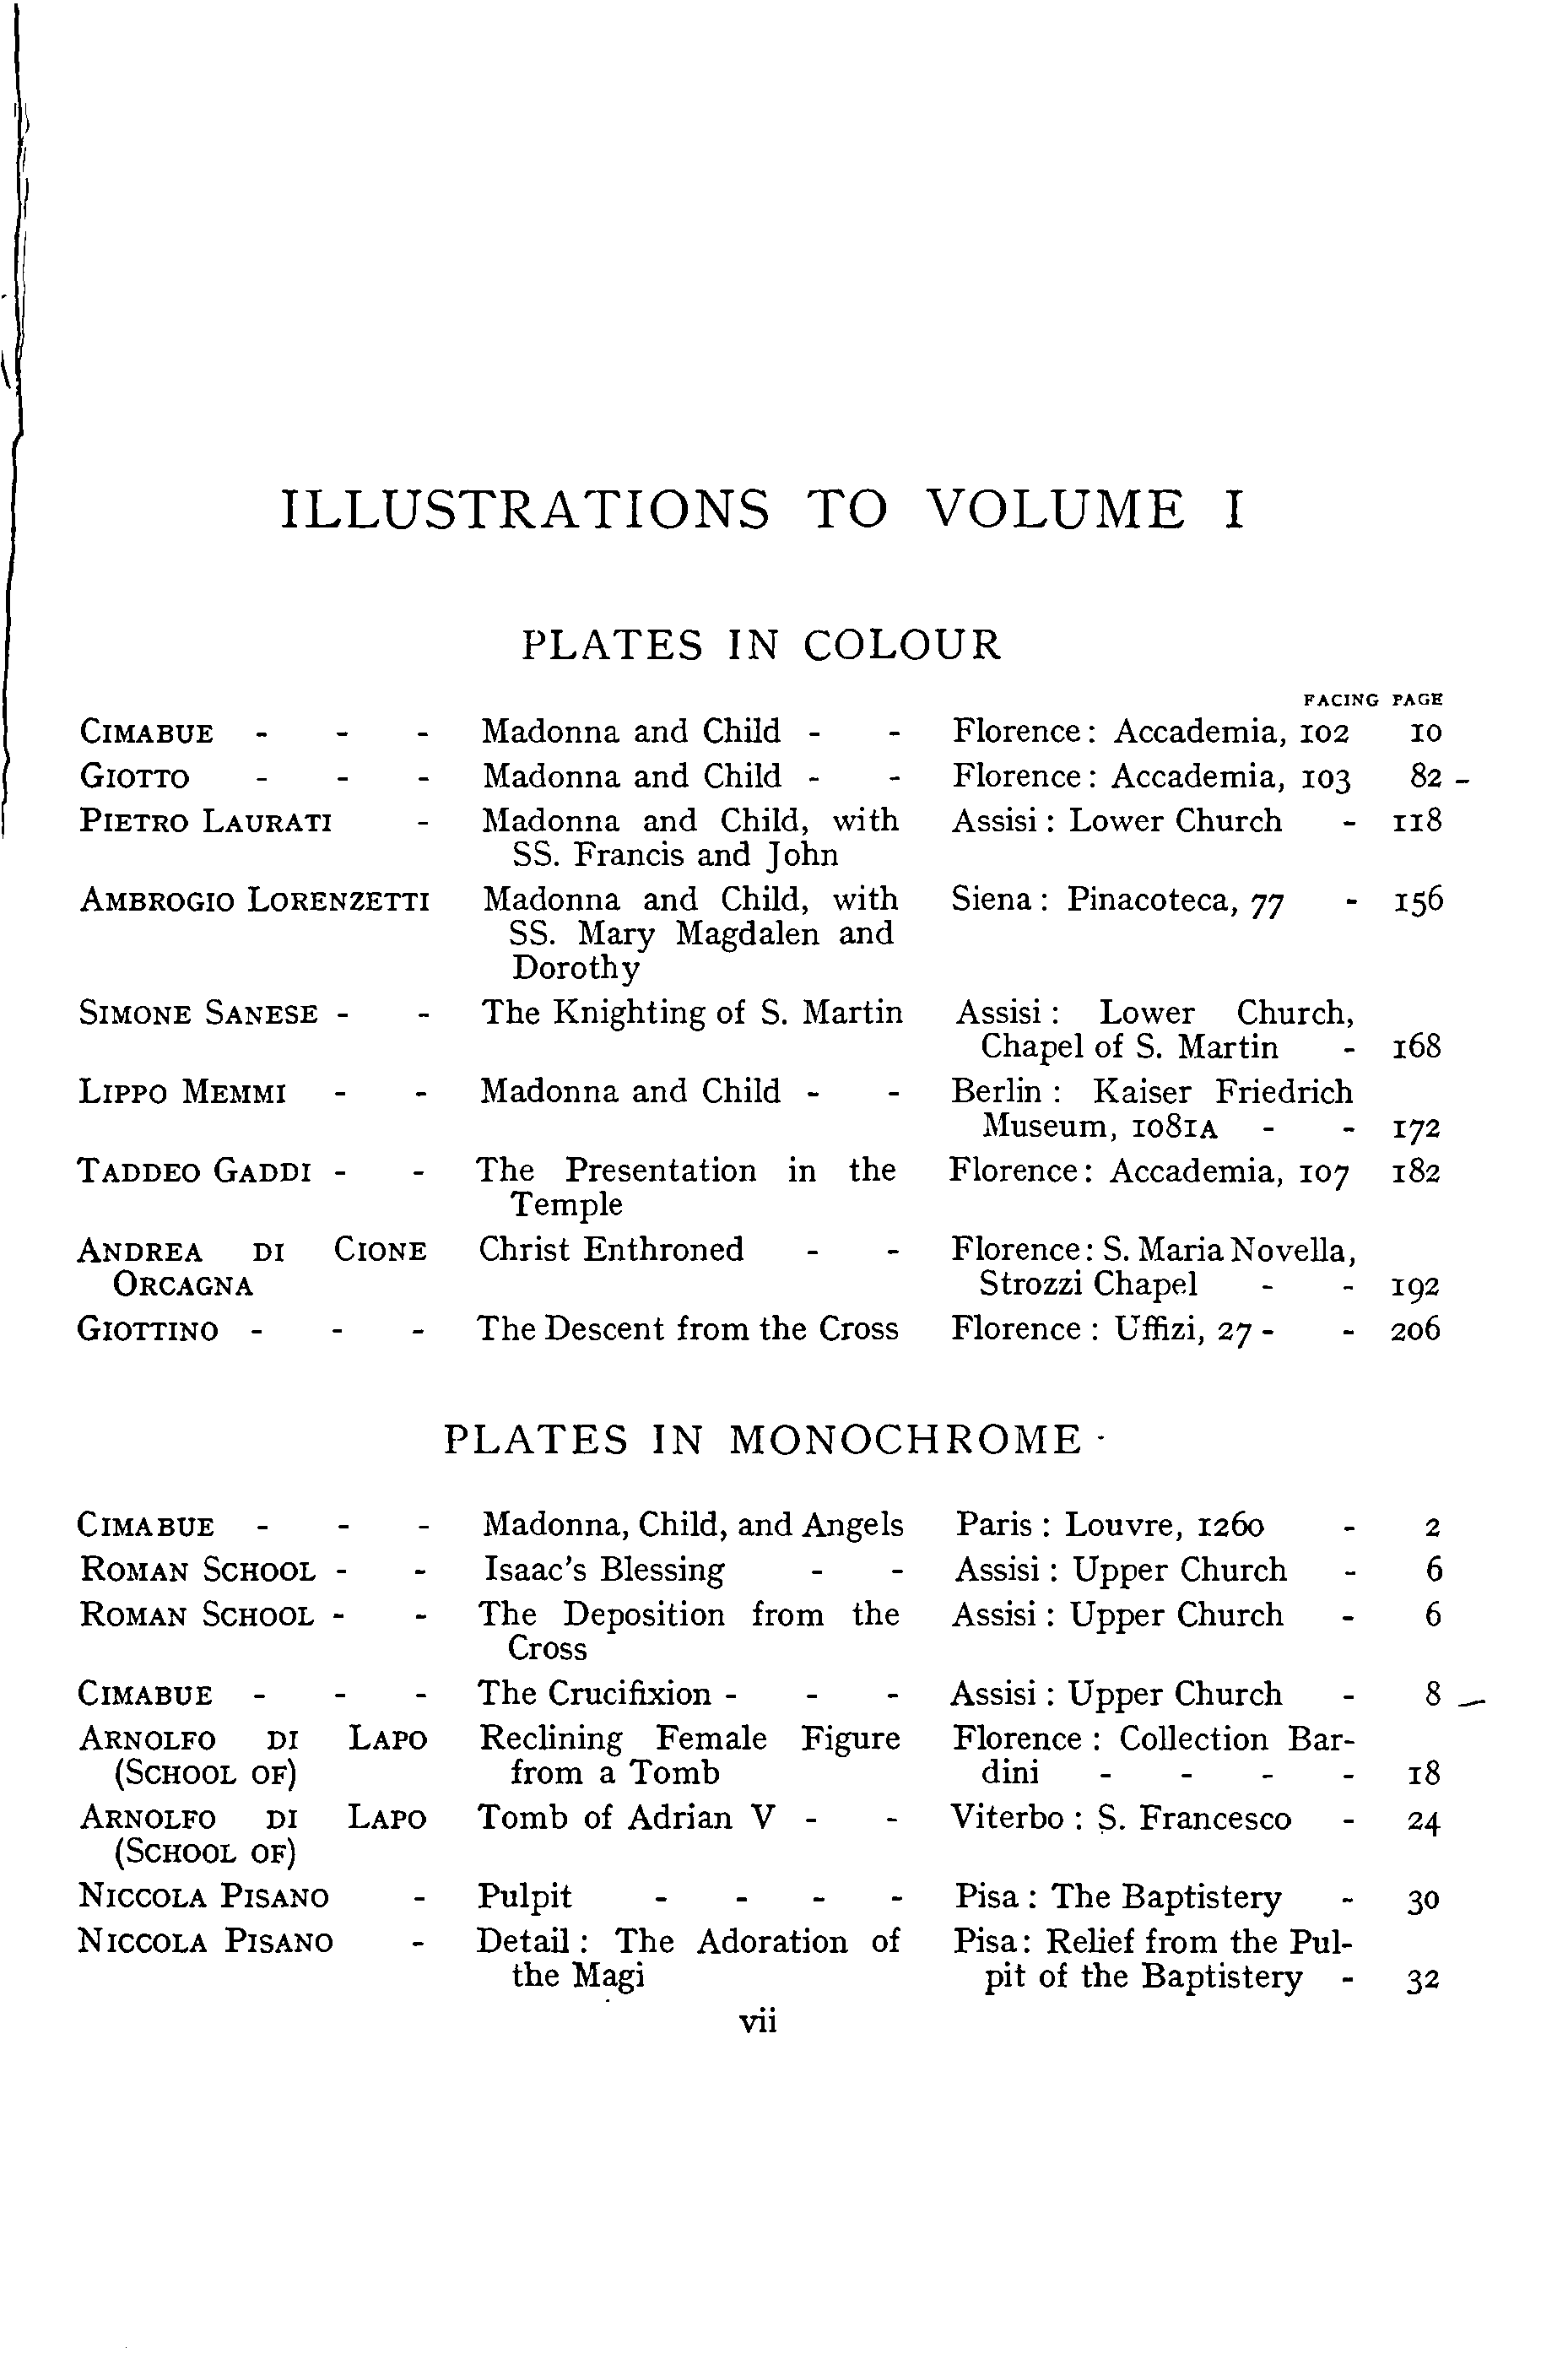 ILLUSTRATIONS TO VOLUME I
PLATES IN COLOUR
FACING PAGE
CIMABUE - - - Madonna and Child - - Florence: Accademia, 102 10
GIOTTO - - - Madonna and Child - - Florence: Accademia, 103 82 -
PIETRO LAURATI - Madonna and Child, with Assisi: Lower Church - 118
SS. Francis and John
AMBROGIO LORENZETTI Madonna and Child, with Siena: Pinacoteca, 77 - 156
SS. Mary Magdalen and
Dorothy
SIMONE SANESE - - The Knighting of S. Martin Assisi: Lower Church,
Chapel of S. Martin - 168
LIPPO MEMMI - - Madonna and Child - - Berlin: Kaiser Friedrich
Museum, 1081A - - 172
TADDEO GADDI - - The Presentation in the Florence: Accademia, 107 182
Temple
ANDREA DI CIONE Christ Enthroned - - Florence: S. Maria Novella,
ORCAGNA Strozzi Chapel - - 192
GIOTTINO - - - The Descent from the Cross Florence: Uffizi, 27 - - 206
PLATES IN MONOCHROME
CIMABUE - - - Madonna, Child, and Angels Paris: Louvre, 1260 - 2
ROMAN SCHOOL - - Isaac's Blessing - - Assisi: Upper Church - 6
ROMAN SCHOOL - - The Deposition from the Assisi: Upper Church - 6
Cross
CIMABUE - - - The Crucifixion - - - Assisi: Upper Church - 8
ARNOLFO DI LAPO Reclining Female Figure Florence: Collection Bar-
(SCHOOL OF) from a Tomb dini - - - - 18
ARNOLFO DI LAPO Tomb of Adrian V - - Viterbo: S. Francesco - 24
(SCHOOL OF)
NICCOLA PISANO - Pulpit - - - - Pisa: The Baptistery - 30
NICCOLA PISANO - Detail: The Adoration of Pisa: Relief from the Pul-
the Magi pit of the Baptistery - 32
vii